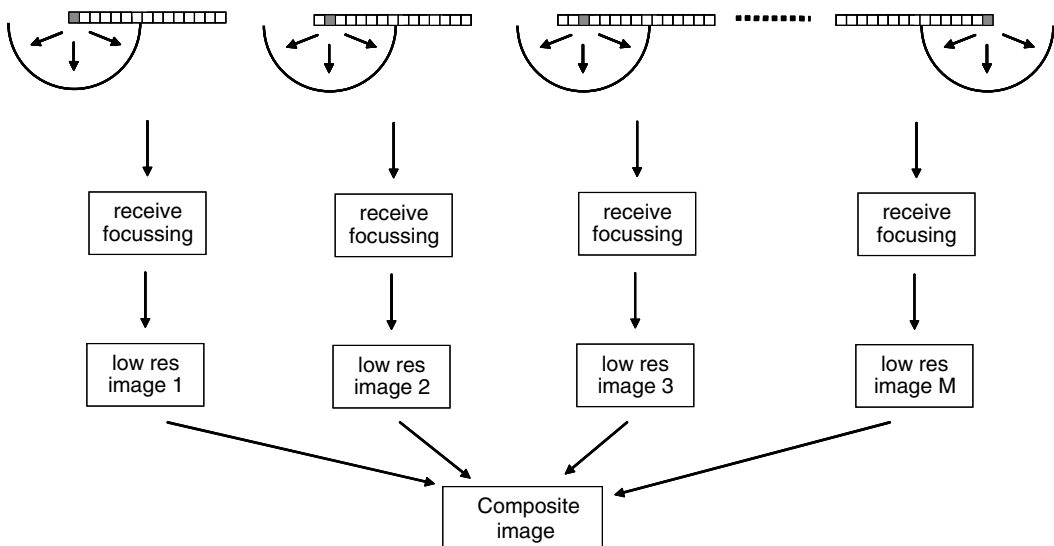 receive
focussing
receive
focussing
receive
focussing
receive
focusing
low res
image 1
low res
image 2
low res
image 3
low res
image M
Composite
image